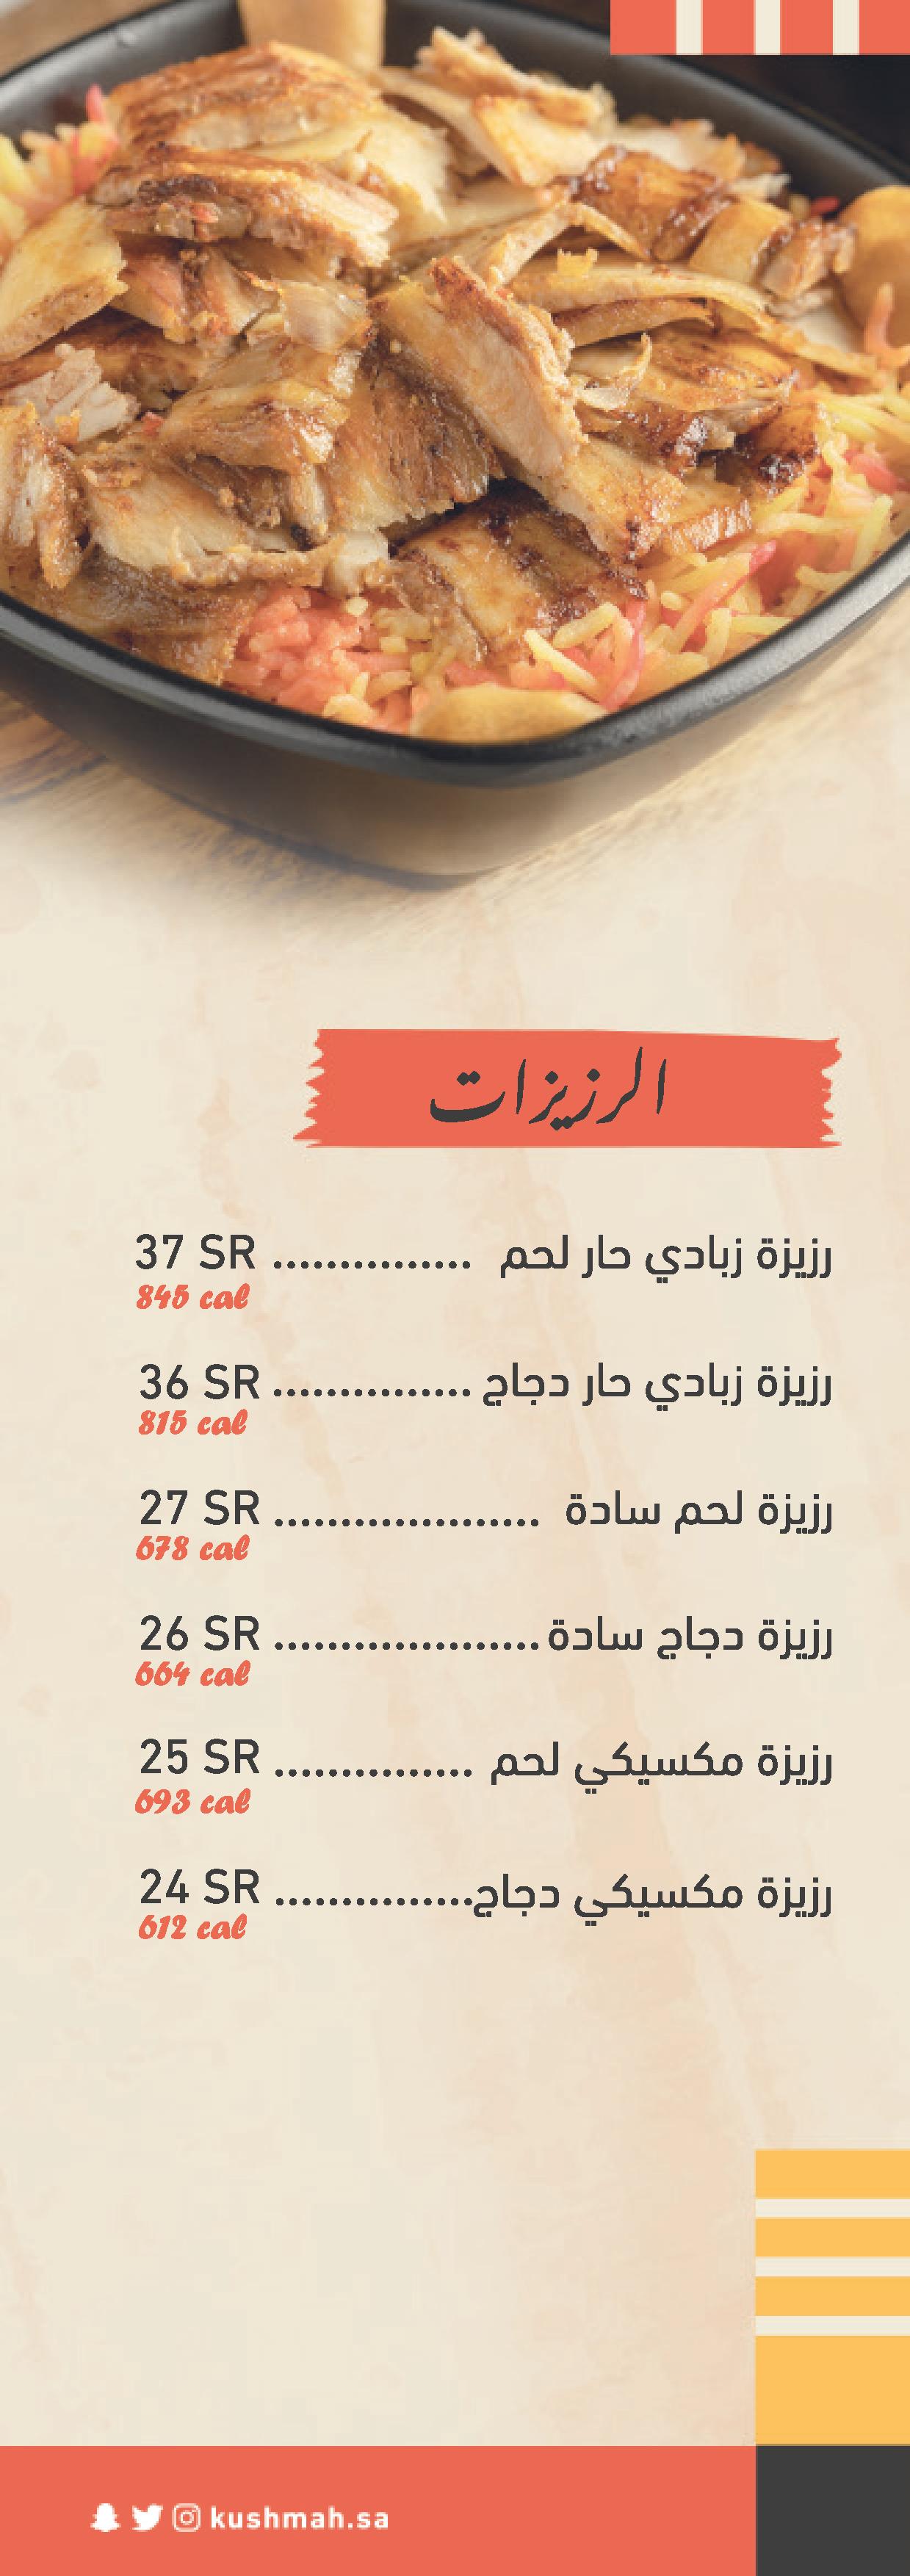 الرزيزات
رزيزة زبادي حار لحم ............... 37 SR
845 cal
رزيزة زبادي حار دجاج ............... 36 SR
815 cal
رزيزة لحم سادة .................... 27 SR
678 cal
رزيزة دجاج سادة .................... 26 SR
664 cal
رزيزة مكسيكي لحم ............... 25 SR
693 cal
رزيزة مكسيكي دجاج............... 24 SR
612 cal
kushmah.sa